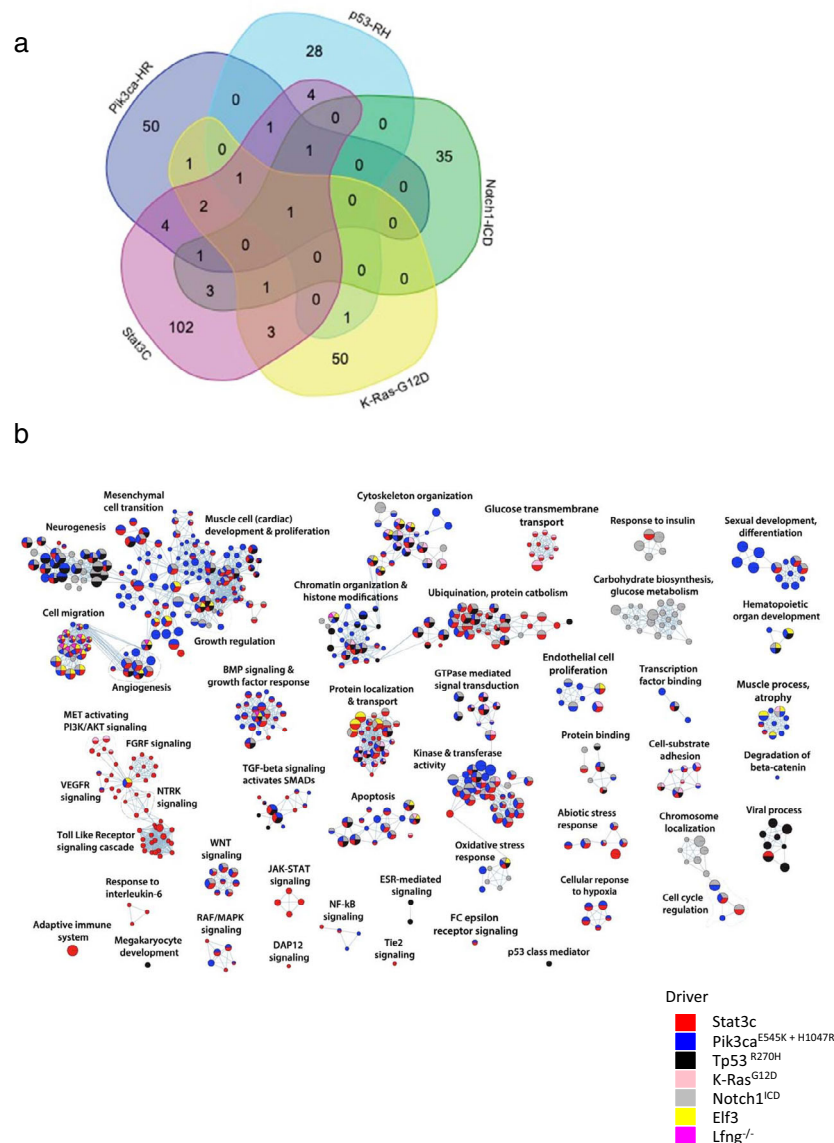 a
p53-RH
Pik3ca-HR
Notch1-ICD
Stat3C
K-Ras-G12D
28
4
0
0
0
50
1
35
0
1
0
1
0
1
0
2
1
0
0
4
0
1
0
0
0
3
1
0
102
3
1
50
b
Mesenchymal
cell transition
Neurogenesis
Muscle cell (cardiac)
development & proliferation
Cytoskeleton organization
Glucose transmembrane
transport
Response to insulin
Sexual development,
differentiation
Chromatin organization &
histone modifications
Ubiquination, protein catbolism
Carbohydrate biosynthesis,
glucose metabolism
Hematopoietic
organ development
Cell migration
Growth regulation
Angiogenesis
BMP signaling &
growth factor response
Protein localization
& transport
GTPase mediated
signal transduction
Endothelial cell
proliferation
Transcription
factor binding
Muscle process,
atrophy
MET activating
PI3K/AKT signaling
FGRF signaling
VEGFR
signaling
NTRK
signaling
Toll Like Receptor
signaling cascade
TGF-beta signaling
activates SMADs
Kinase & transferase
activity
Protein binding
Cell-substrate
adhesion
Degradation of
beta-catenin
Apoptosis
Abiotic stress
response
Chromosome
localization
Viral process
WNT
signaling
JAK-STAT
signaling
ESR-mediated
signaling
Oxidative stress
response
Cellular reponse
to hypoxia
Cell cycle
regulation
Response to
interleukin-6
NF-kB
signaling
Adaptive immune
system
Megakaryocyte
development
RAF/MAPK
signaling
DAP12
signaling
Tie2
signaling
FC epsilon
receptor signaling
p53 class mediator
Driver
Stat3c
Pik3ca E545K + H1047R
Tp53 R270H
K-Ras G12D
Notch1 ICD
Elf3
Lfng -/-